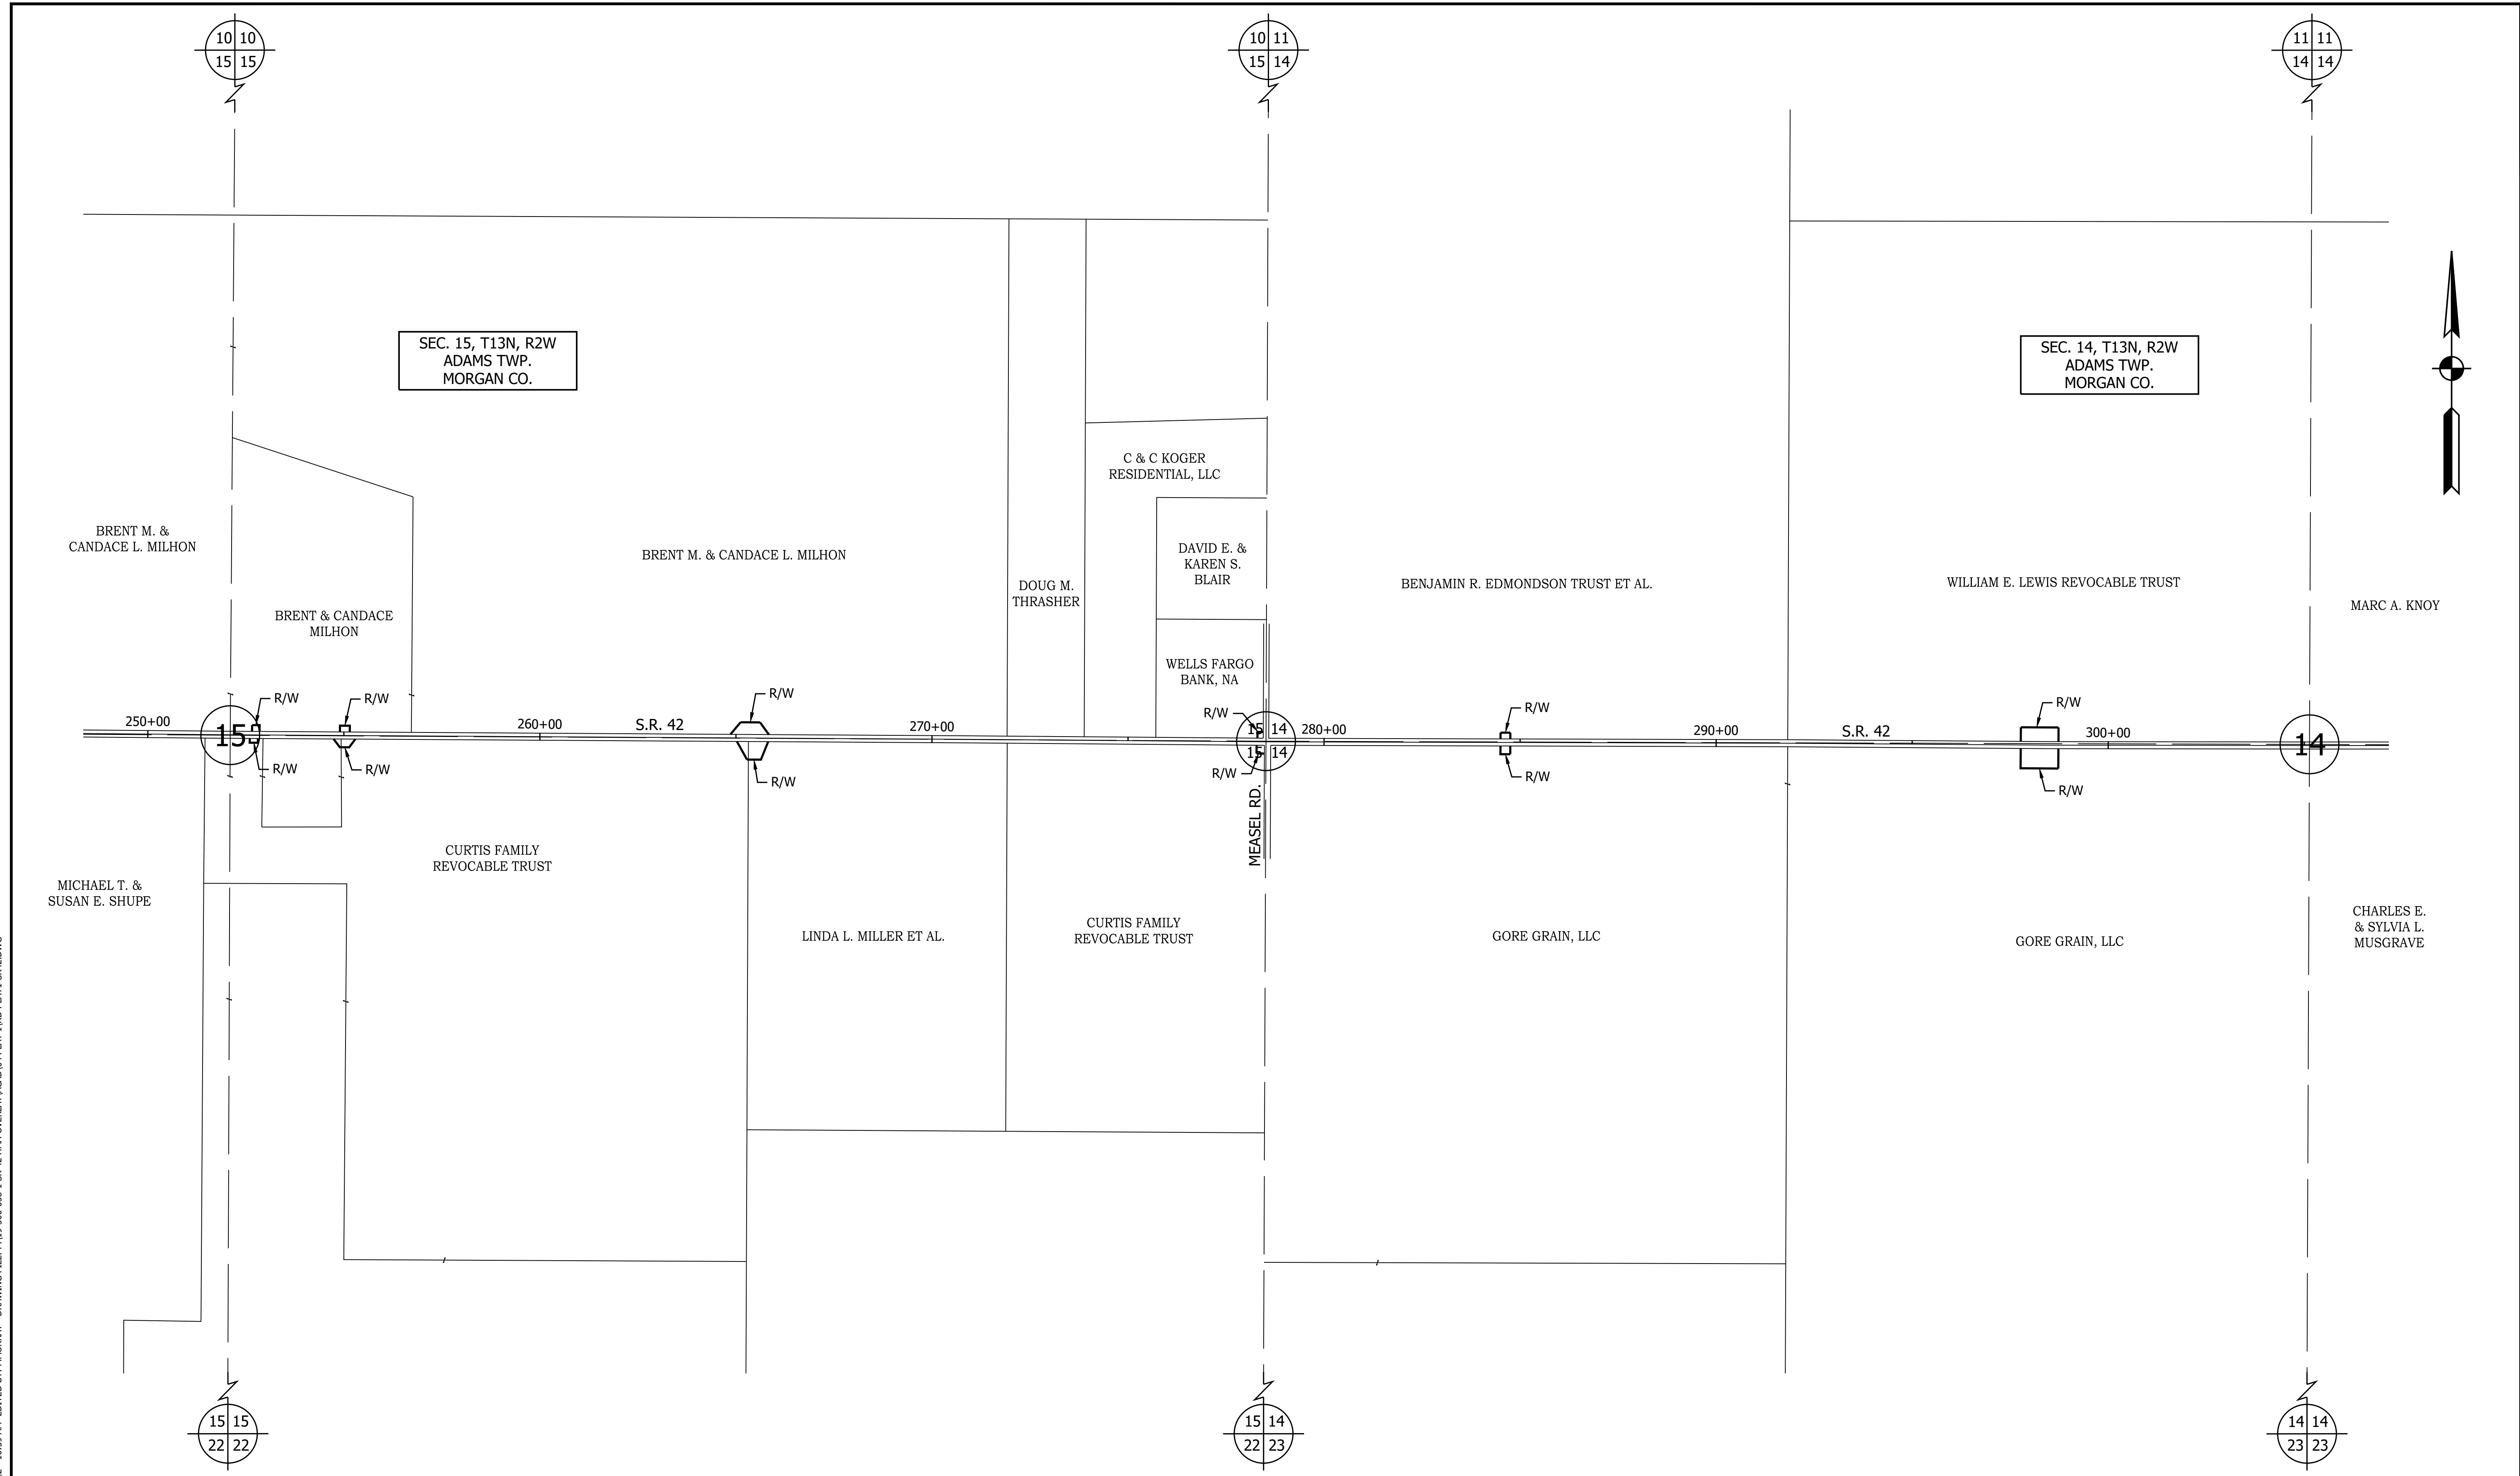 10 10
15 15
10 11
15 14
11 11
14 14
SEC. 15, T13N, R2W
ADAMS TWP.
MORGAN CO.
SEC. 14, T13N, R2W
ADAMS TWP.
MORGAN CO.
C & C KOGER
RESIDENTIAL, LLC
BRENT M. &
CANDACE L. MILHON
BRENT M. & CANDACE L. MILHON
DAVID E. &
KAREN S.
BLAIR
DOUG M.
THRASHER
BENJAMIN R. EDMONDSON TRUST ET AL.
WILLIAM E. LEWIS REVOCABLE TRUST
MARC A. KNOY
BRENT & CANDACE
MILHON
WELLS FARGO
BANK, NA
R/W
R/W
R/W
R/W
R/W
R/W
250+00
260+00
S.R. 42
270+00
280+00
290+00
S.R. 42
300+00
15
15 14
15 14
14
R/W
R/W
R/W
R/W
R/W
R/W
MEASEL RD.
CURTIS FAMILY
REVOCABLE TRUST
MICHAEL T. &
SUSAN E. SHUPE
LINDA L. MILLER ET AL.
CURTIS FAMILY
REVOCABLE TRUST
GORE GRAIN, LLC
GORE GRAIN, LLC
CHARLES E.
& SYLVIA L.
MUSGRAVE
15 15
22 22
15 14
22 23
14 14
23 23